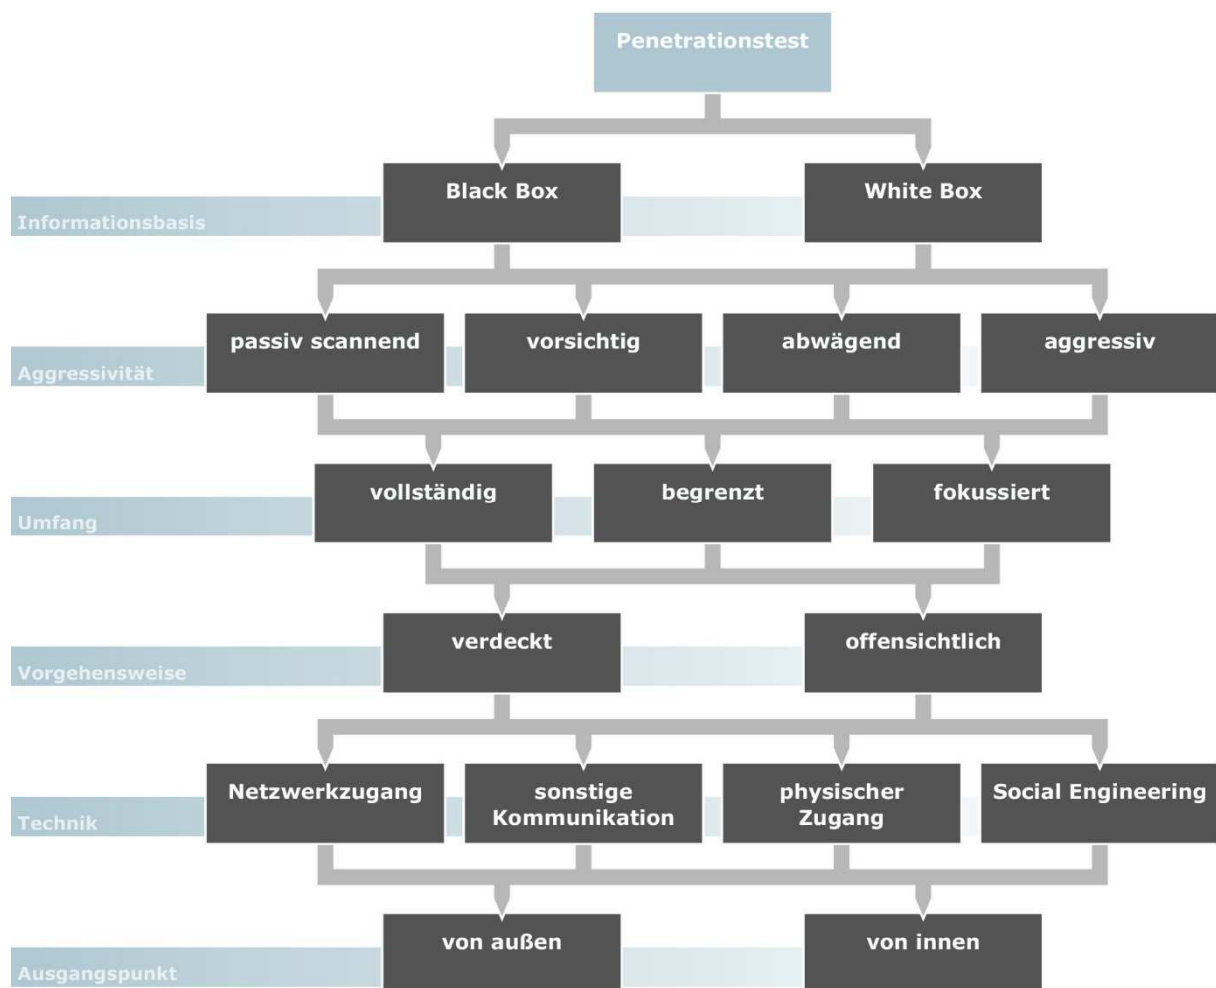 Penetrationstest
Black Box
White Box
Informationsbasis
passiv scannend
vorsichtig
abwägend
aggressiv
Aggressivität
vollständig
begrenzt
fokussiert
Umfang
verdeckt
offensichtlich
Vorgehensweise
Netzwerkzugang
sonstige
Kommunikation
physischer
Zugang
Social Engineering
Technik
von außen
von innen
Ausgangspunkt